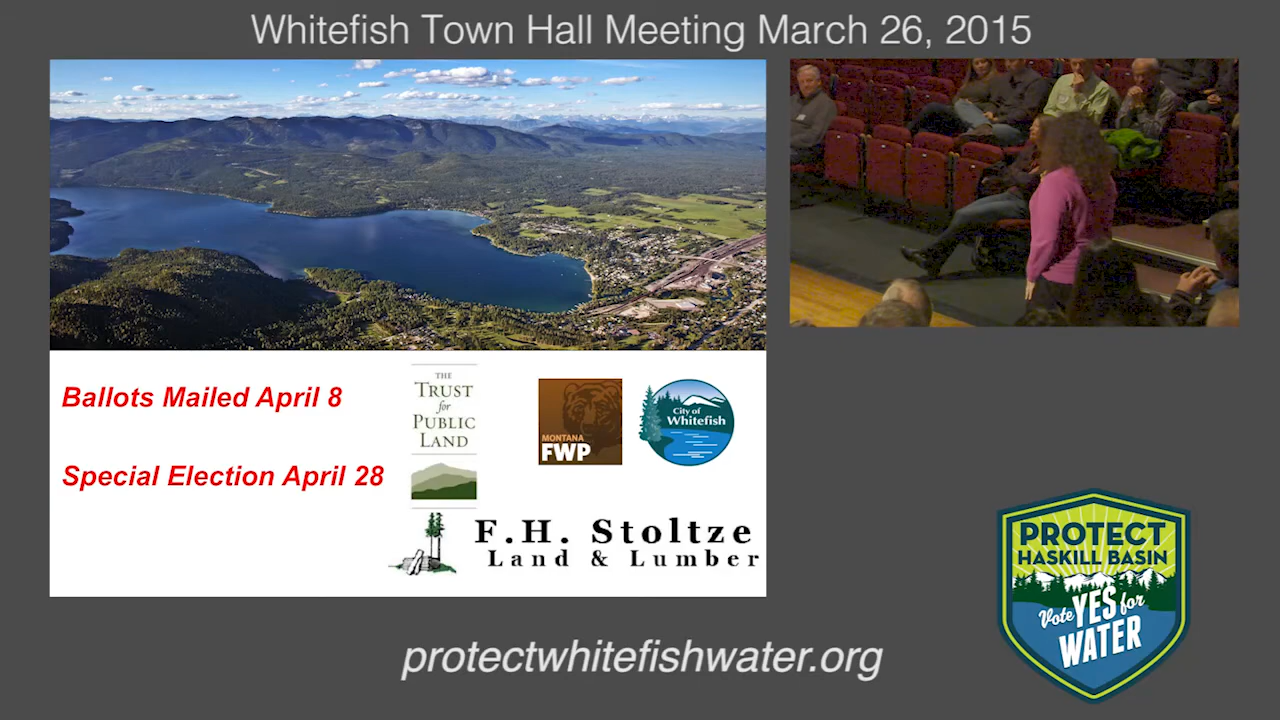 Whitefish Town Hall Meeting March 26, 2015
Ballots Mailed April 8
Special Election April 28
THE
TRUST
for
PUBLIC
LAND
MONTANA
FWP
City of
Whitefish
F.H. Stoltze
Land & Lumber
PROTECT
HASKILL BASIN
Vote YES for
WATER
protectwhitefishwater.org